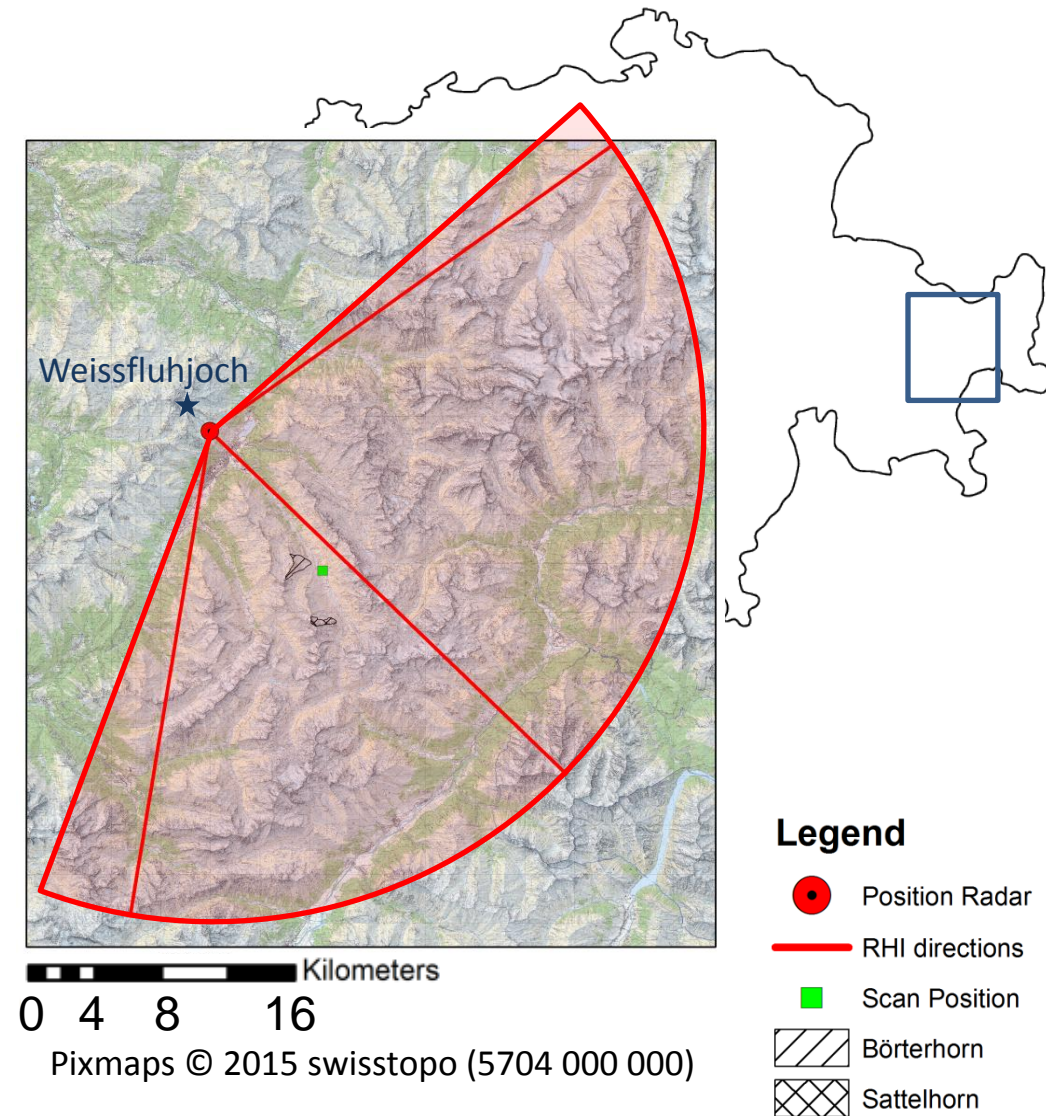 Weissfluhjoch
Kilometers
0 4 8 16
Pixmaps © 2015 swisstopo (5704 000 000)
Legend
Position Radar
RHI directions
Scan Position
Börterhorn
Sattelhorn